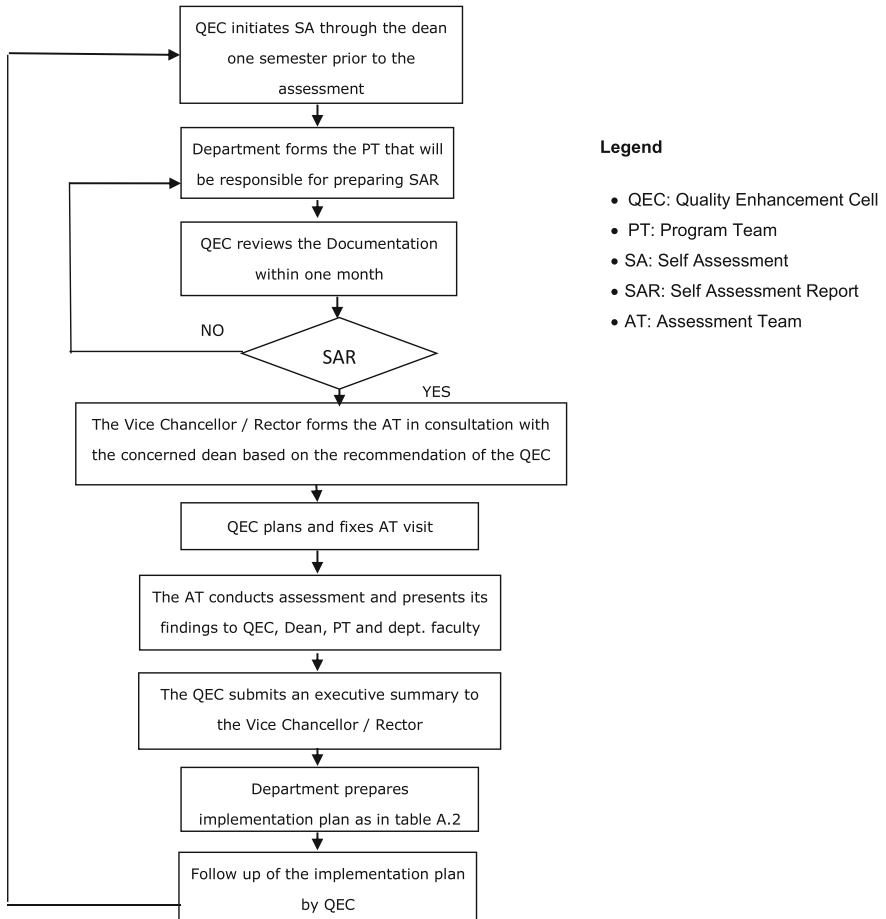 QEC initiates SA through the dean
one semester prior to the
assessment
Department forms the PT that will
be responsible for preparing SAR
QEC reviews the Documentation
within one month
NO
SAR
YES
The Vice Chancellor / Rector forms the AT in consultation with
the concerned dean based on the recommendation of the QEC
QEC plans and fixes AT visit
The AT conducts assessment and presents its
findings to QEC, Dean, PT and dept. faculty
The QEC submits an executive summary to
the Vice Chancellor / Rector
Department prepares
implementation plan as in table A.2
Follow up of the implementation plan
by QEC
Legend
• QEC: Quality Enhancement Cell
• PT: Program Team
• SA: Self Assessment
• SAR: Self Assessment Report
• AT: Assessment Team